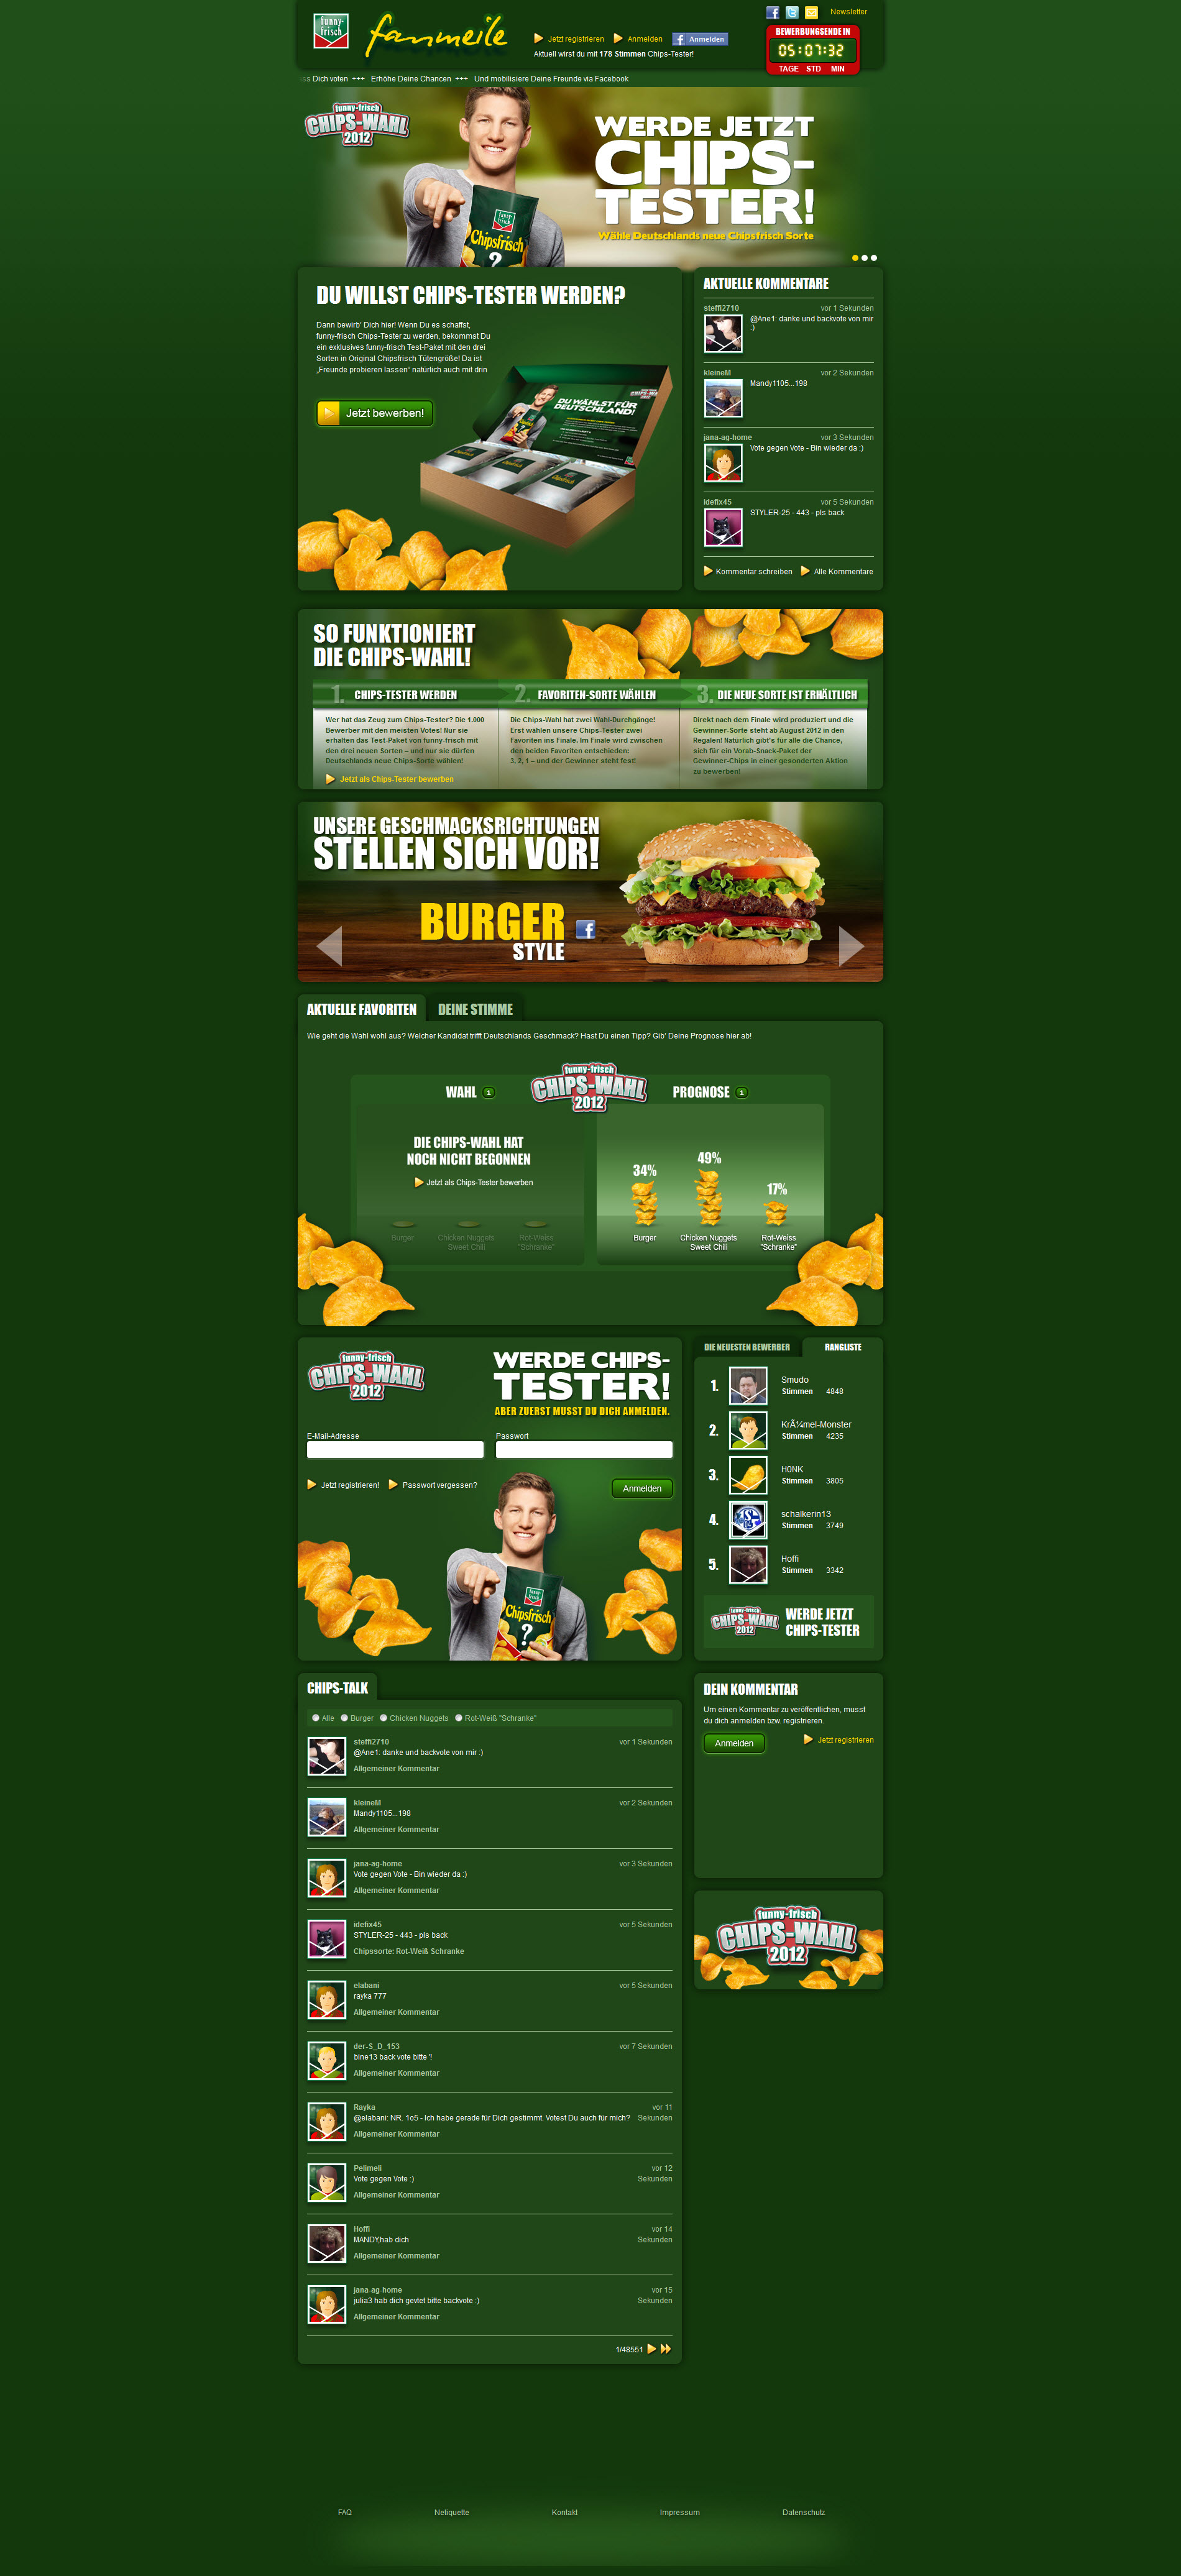 funny-frisch
fanmeile
Jetzt registrieren
Anmelden
Anmelden
Aktuell wirst du mit 178 Stimmen Chips-Tester!
Newsletter
BEWERBUNGSENDE IN
05:07:32
TAGE STD MIN
ss Dich voten +++ Erhöhe Deine Chancen +++ Und mobilisiere Deine Freunde via Facebook
funny-frisch
CHIPS-WAHL
2012
funny-frisch
Chipsfrisch
?
WERDE JETZT
CHIPS-
TESTER!
Wähle Deutschlands neue Chipsfrisch Sorte
DU WILLST CHIPS-TESTER WERDEN?
Dann bewirb' Dich hier! Wenn Du es schaffst,
funny-frisch Chips-Tester zu werden, bekommst Du
ein exklusives funny-frisch Test-Paket mit den drei
Sorten in Original Chipsfrisch Tütengröße! Da ist
„Freunde probieren lassen“ natürlich auch mit drin
Jetzt bewerben!
DU WÄHLST FÜR
DEUTSCHLAND!
AKTUELLE KOMMENTARE
steffi2710 vor 1 Sekunden
@Ane1: danke und backvote von mir
:)
kleineM vor 2 Sekunden
Mandy1105...198
jana-ag-home vor 3 Sekunden
Vote gegen Vote - Bin wieder da :)
idefix45 vor 5 Sekunden
STYLER-25 - 443 - pls back
Kommentar schreiben
Alle Kommentare
SO FUNKTIONIERT
DIE CHIPS-WAHL!
1. CHIPS-TESTER WERDEN
Wer hat das Zeug zum Chips-Tester? Die 1.000
Bewerber mit den meisten Votes! Nur sie
erhalten das Test-Paket von funny-frisch mit
den drei neuen Sorten – und nur sie dürfen
Deutschlands neue Chips-Sorte wählen!
Jetzt als Chips-Tester bewerben
2. FAVORITEN-SORTE WÄHLEN
Die Chips-Wahl hat zwei Wahl-Durchgänge!
Erst wählen unsere Chips-Tester zwei
Favoriten ins Finale. Im Finale wird zwischen
den beiden Favoriten entschieden:
3, 2, 1 – und der Gewinner steht fest!
3. DIE NEUE SORTE IST ERHÄLTLICH
Direkt nach dem Finale wird produziert und die
Gewinner-Sorte steht ab August 2012 in den
Regalen! Natürlich gibt's für alle die Chance,
sich für ein Vorab-Snack-Paket der
Gewinner-Chips in einer gesonderten Aktion
zu bewerben!
UNSERE GESCHMACKSRICHTUNGEN
STELLEN SICH VOR!
BURGER
STYLE
AKTUELLE FAVORITEN
DEINE STIMME
Wie geht die Wahl wohl aus? Welcher Kandidat trifft Deutschlands Geschmack? Hast Du einen Tipp? Gib' Deine Prognose hier ab!
WAHL i
funny-frisch
CHIPS-WAHL
2012
PROGNOSE i
DIE CHIPS-WAHL HAT
NOCH NICHT BEGONNEN
Jetzt als Chips-Tester bewerben
Burger
Chicken Nuggets
Sweet Chili
Rot-Weiss
"Schranke"
34%
49%
17%
Burger
Chicken Nuggets
Sweet Chili
Rot-Weiss
"Schranke"
funny-frisch
CHIPS-WAHL
2012
WERDE CHIPS-
TESTER!
ABER ZUERST MUSST DU DICH ANMELDEN.
E-Mail-Adresse
Passwort
Jetzt registrieren!
Passwort vergessen?
Anmelden
funny-frisch
Chipsfrisch
?
DIE NEUESTEN BEWERBER
RANGLISTE
1. Smudo
Stimmen 4848
2. KrÃ¼mel-Monster
Stimmen 4235
3. H0NK
Stimmen 3805
4. schalkerin13
Stimmen 3749
5. Hoffi
Stimmen 3342
funny-frisch
CHIPS-WAHL
2012
WERDE JETZT
CHIPS-TESTER
CHIPS-TALK
Alle Burger Chicken Nuggets Rot-Weiß "Schranke"
steffi2710 vor 1 Sekunden
@Ane1: danke und backvote von mir :)
Allgemeiner Kommentar
kleineM vor 2 Sekunden
Mandy1105...198
Allgemeiner Kommentar
jana-ag-home vor 3 Sekunden
Vote gegen Vote - Bin wieder da :)
Allgemeiner Kommentar
idefix45 vor 5 Sekunden
STYLER-25 - 443 - pls back
Chipssorte: Rot-Weiß Schranke
elabani vor 5 Sekunden
rayka 777
Allgemeiner Kommentar
der-S_D_153 vor 7 Sekunden
bine13 back vote bitte '!
Allgemeiner Kommentar
Rayka vor 11
@elabani: NR. 1o5 - Ich habe gerade für Dich gestimmt. Votest Du auch für mich? Sekunden
Allgemeiner Kommentar
Pelimeli vor 12
Vote gegen Vote :) Sekunden
Allgemeiner Kommentar
Hoffi vor 14
MANDY,hab dich Sekunden
Allgemeiner Kommentar
jana-ag-home vor 15
julia3 hab dich gevtet bitte backvote :) Sekunden
Allgemeiner Kommentar
1/48551
DEIN KOMMENTAR
Um einen Kommentar zu veröffentlichen, musst
du dich anmelden bzw. registrieren.
Anmelden
Jetzt registrieren
funny-frisch
CHIPS-WAHL
2012
FAQ
Netiquette
Kontakt
Impressum
Datenschutz